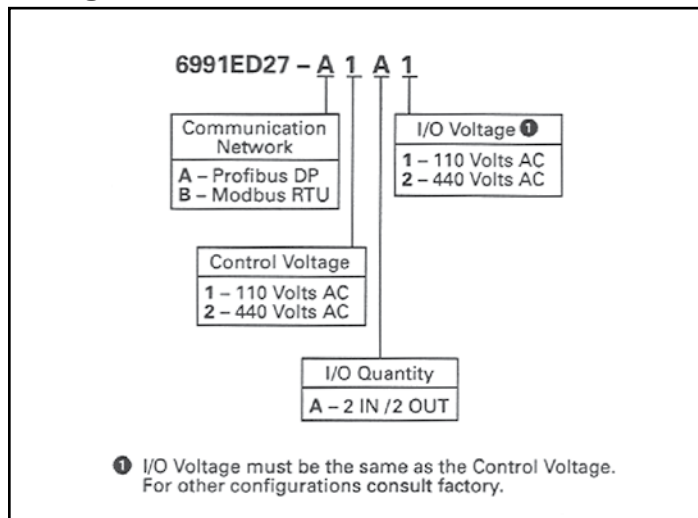 6991ED27 – A 1 A 1
Communication
Network
A – Profibus DP
B – Modbus RTU
I/O Voltage ❶
1 – 110 Volts AC
2 – 440 Volts AC
Control Voltage
1 – 110 Volts AC
2 – 440 Volts AC
I/O Quantity
A – 2 IN /2 OUT
❶ I/O Voltage must be the same as the Control Voltage.
For other configurations consult factory.